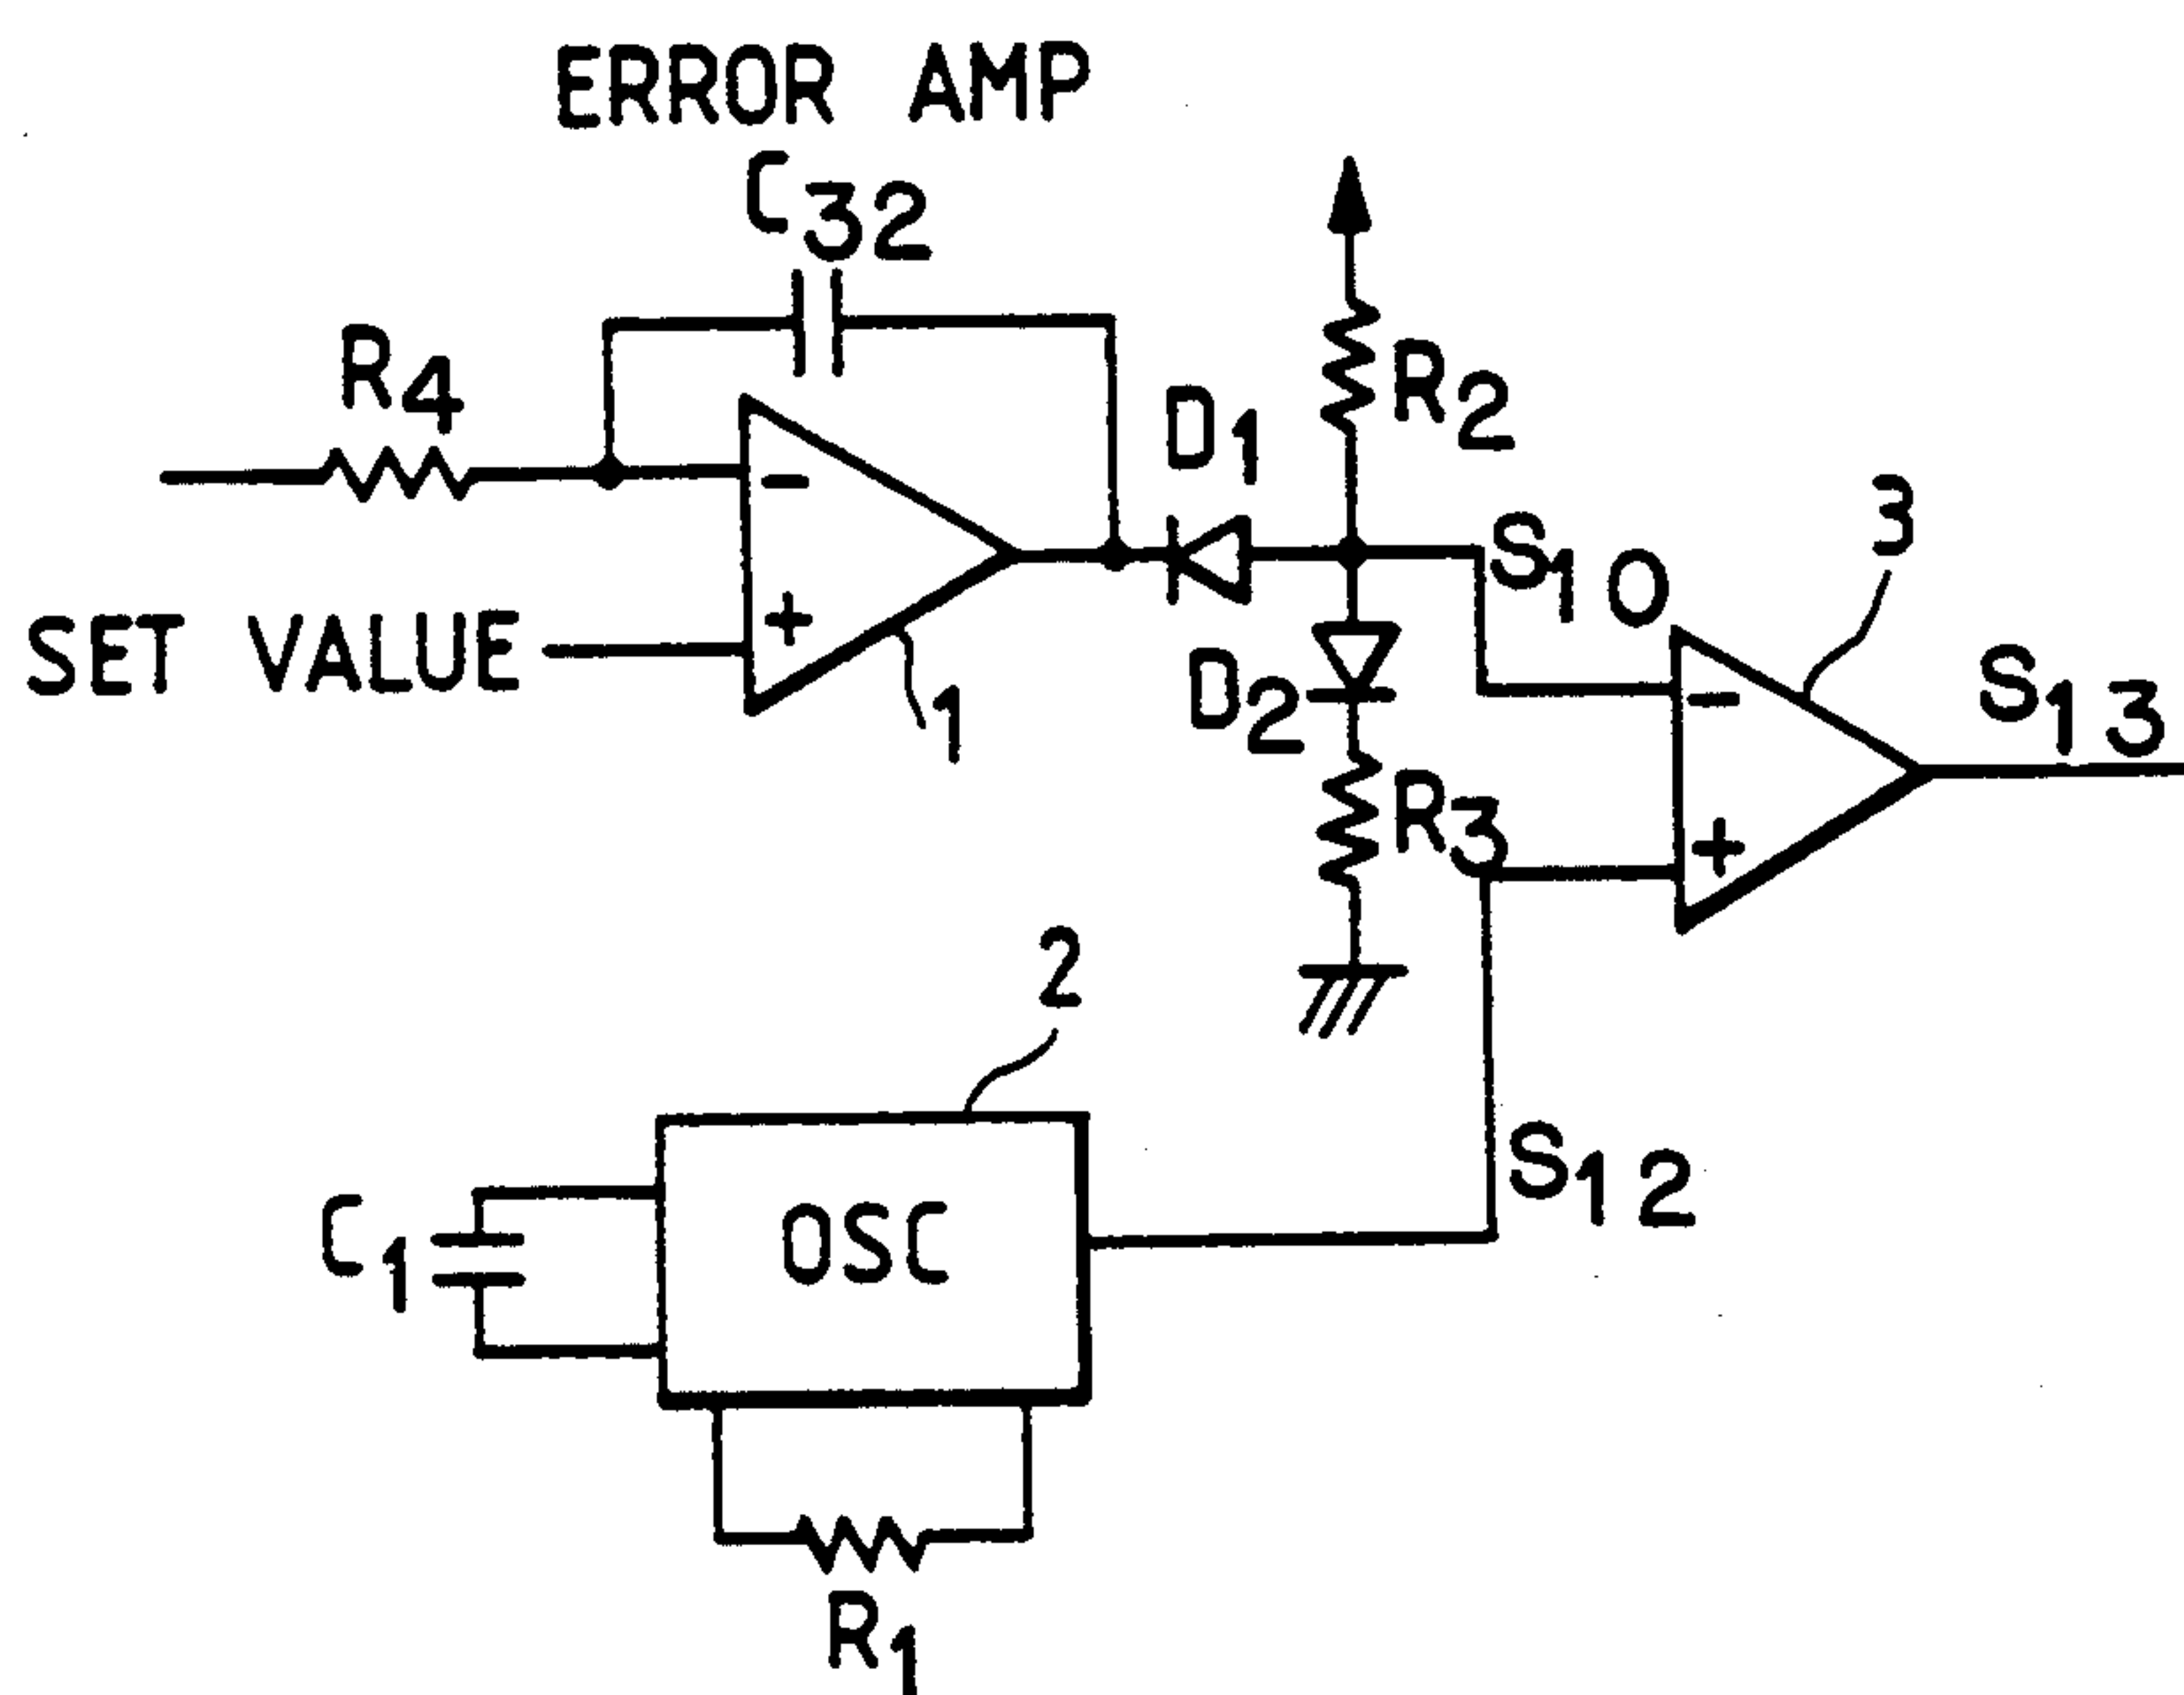 ERROR AMP
C32
R4
R2
D1
3
S10
SET VALUE
-
+
1
D2
S13
-
R3
+
2
S12
C1
OSC
R1